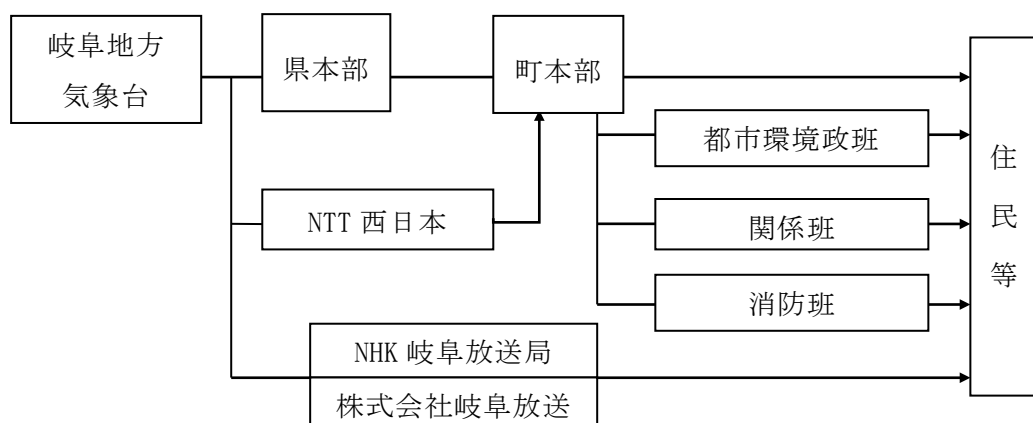 岐阜地方
気象台
県本部
町本部
都市環境政班
NTT 西日本
関係班
消防班
NHK 岐阜放送局
株式会社岐阜放送
住
民
等